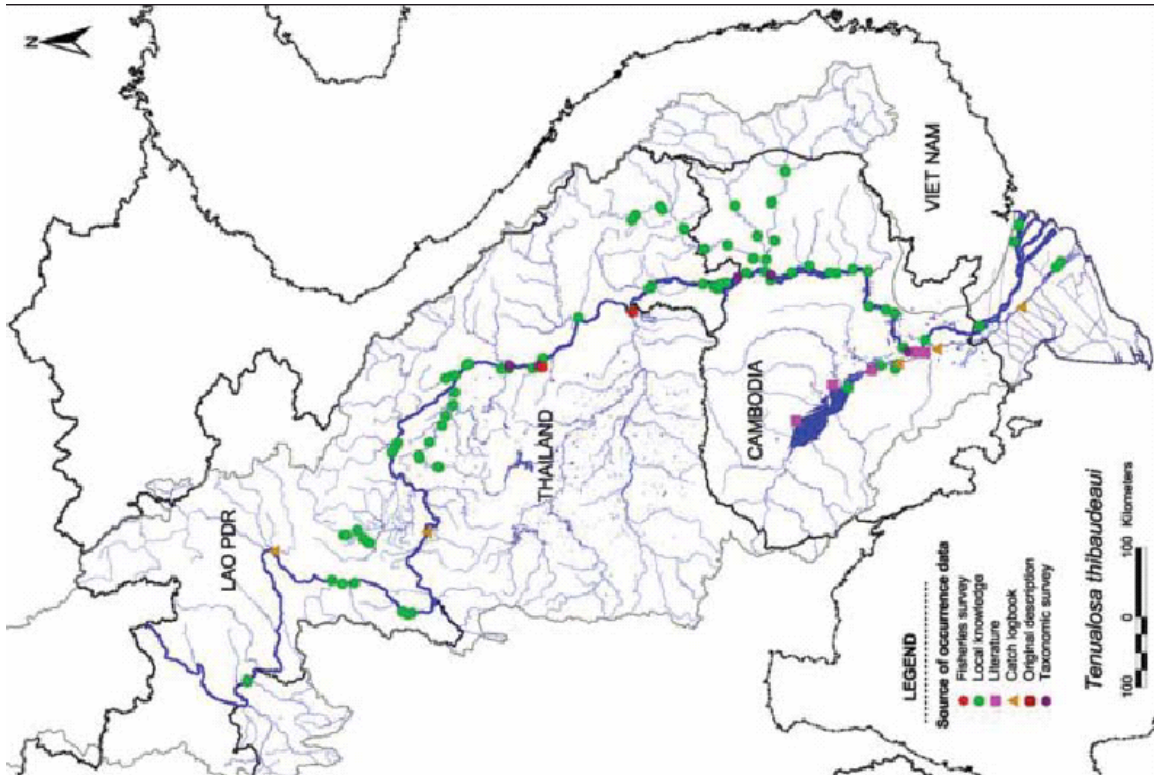 N
LAO PDR
THAILAND
CAMBODIA
VIET NAM
LEGEND
Source of occurrence data
Fisheries survey
Local knowledge
Literature
Catch logbook
Original description
Taxonomic survey
Tenualosa thibaudeaui
100 0 100 Kilometers